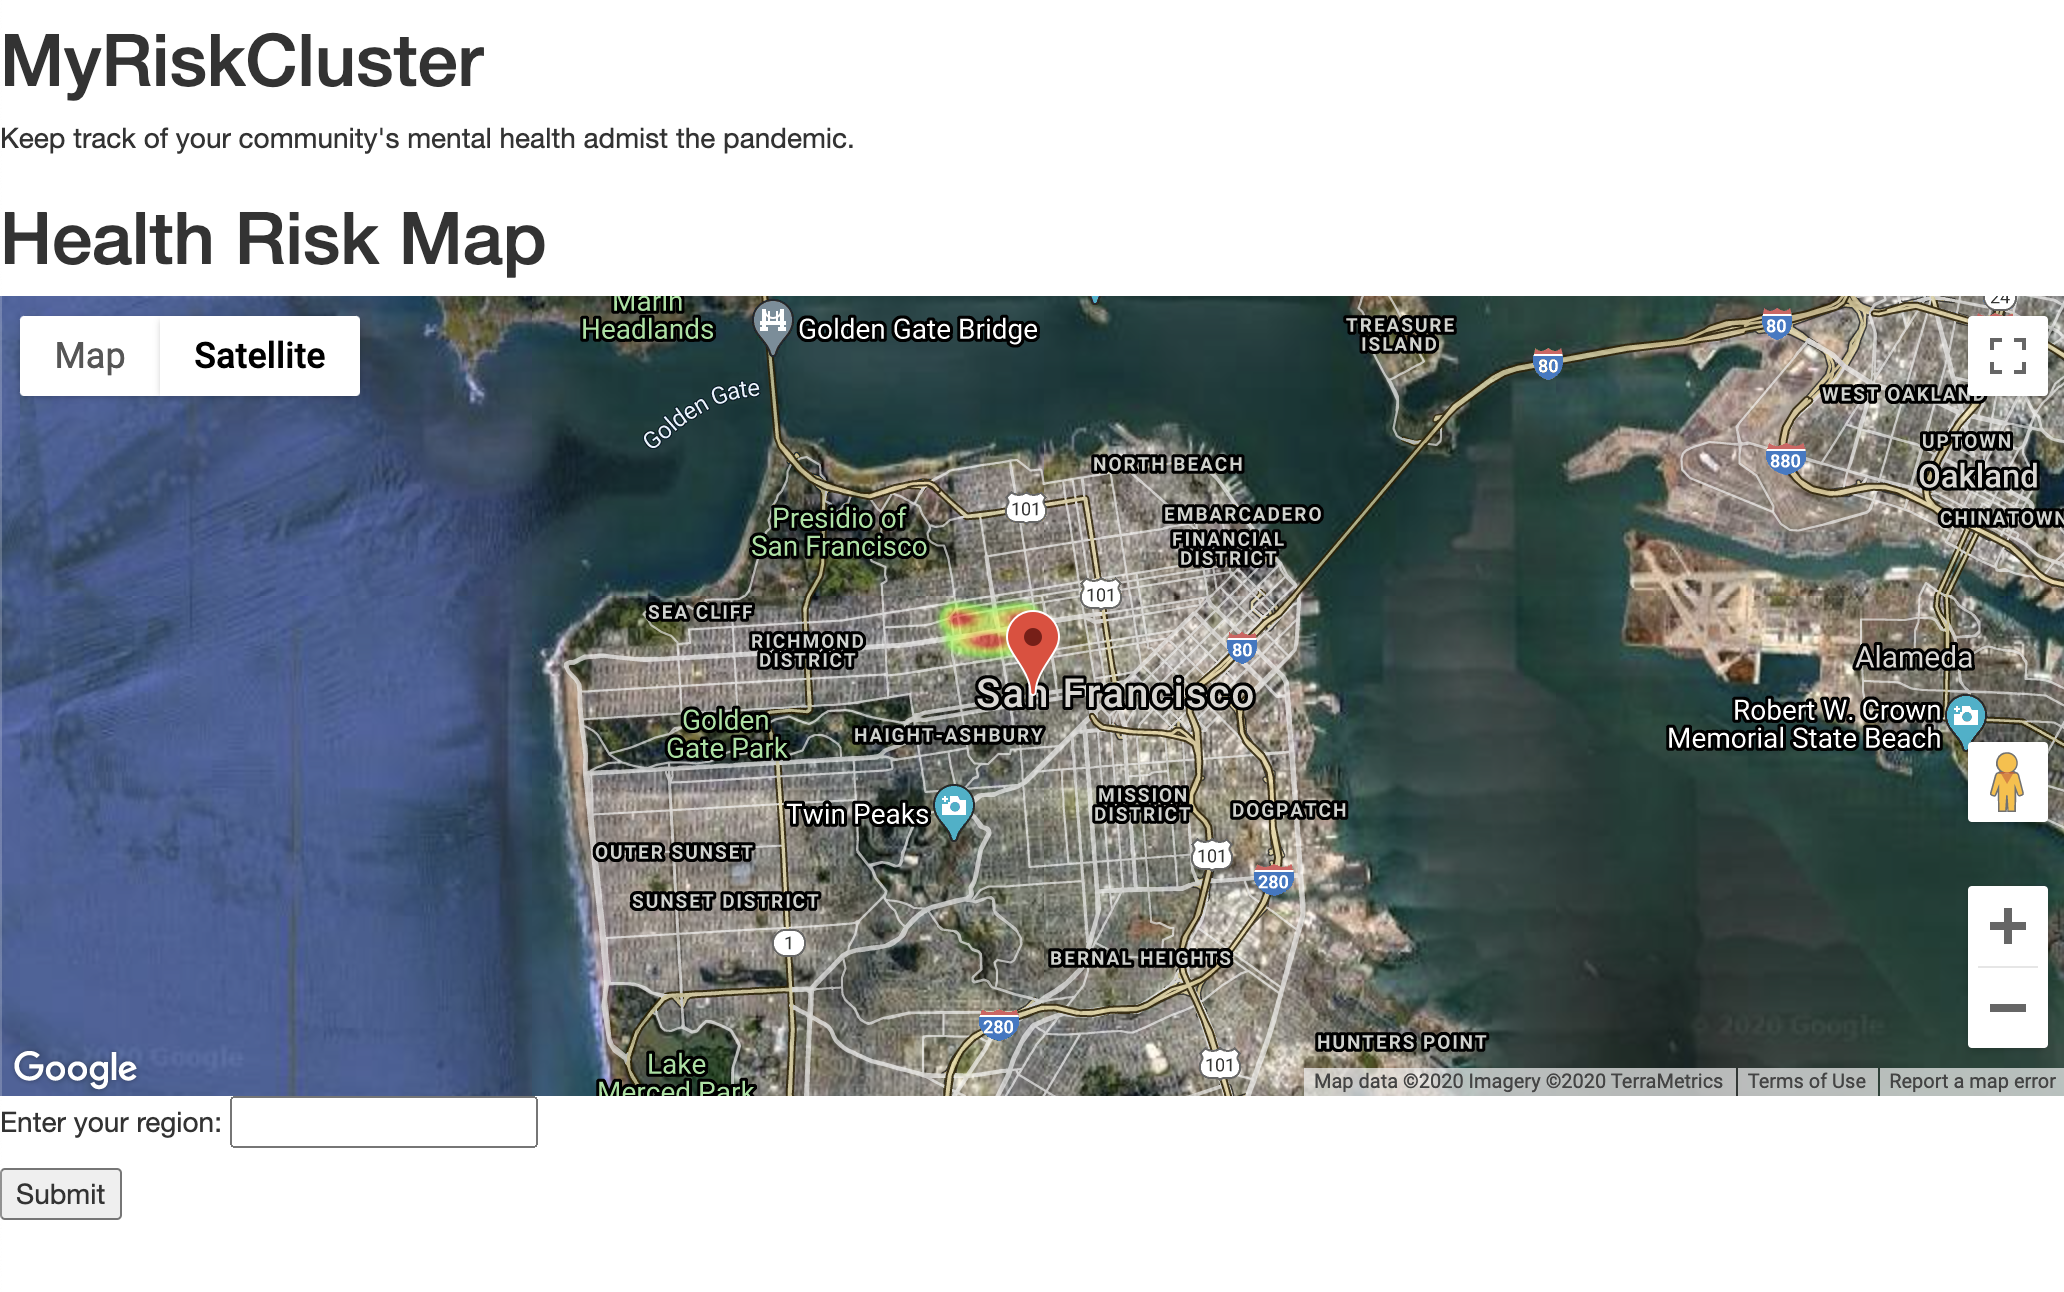 MyRiskCluster
Keep track of your community's mental health admist the pandemic.
Health Risk Map
Marin
Headlands
Golden Gate Bridge
TREASURE
ISLAND
80
24
Map
Satellite
80
Golden Gate
WEST OAKLAND
UPTOWN
880
Oakland
NORTH BEACH
101
EMBARCADERO
CHINATOWN
Presidio of
San Francisco
FINANCIAL
DISTRICT
101
SEA CLIFF
RICHMOND
DISTRICT
80
Alameda
San Francisco
Robert W. Crown
Memorial State Beach
Golden
Gate Park
HAIGHT-ASHBURY
Twin Peaks
MISSION
DISTRICT
DOGPATCH
OUTER SUNSET
101
280
SUNSET DISTRICT
1
BERNAL HEIGHTS
280
2020 Google
HUNTERS POINT
Lake
Merced Park
101
Google
Google
Map data ©2020 Imagery ©2020 TerraMetrics
Terms of Use
Report a map error
Enter your region:
Submit